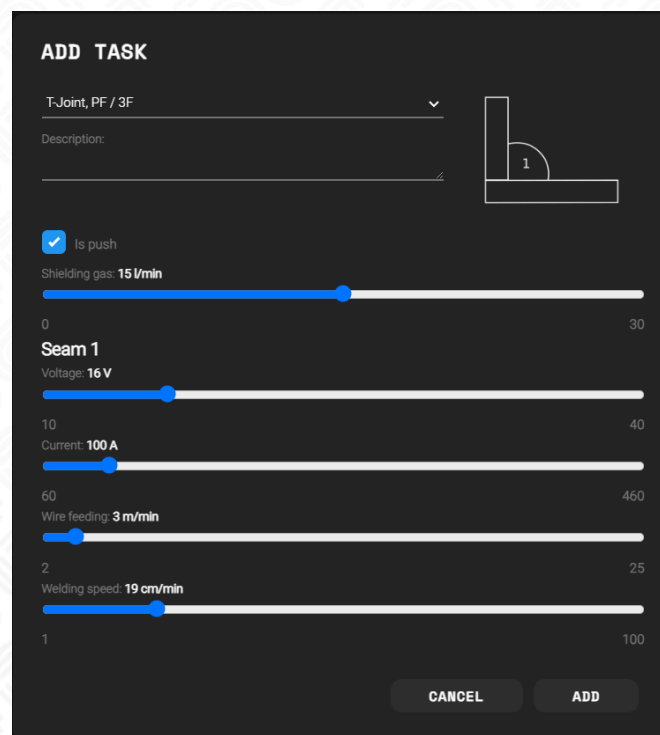 ADD TASK
T-Joint, PF / 3F
Description:
1
Is push
Shielding gas: 15 l/min
0 30
Seam 1
Voltage: 16 V
10 40
Current: 100 A
60 460
Wire feeding: 3 m/min
2 25
Welding speed: 19 cm/min
1 100
CANCEL ADD